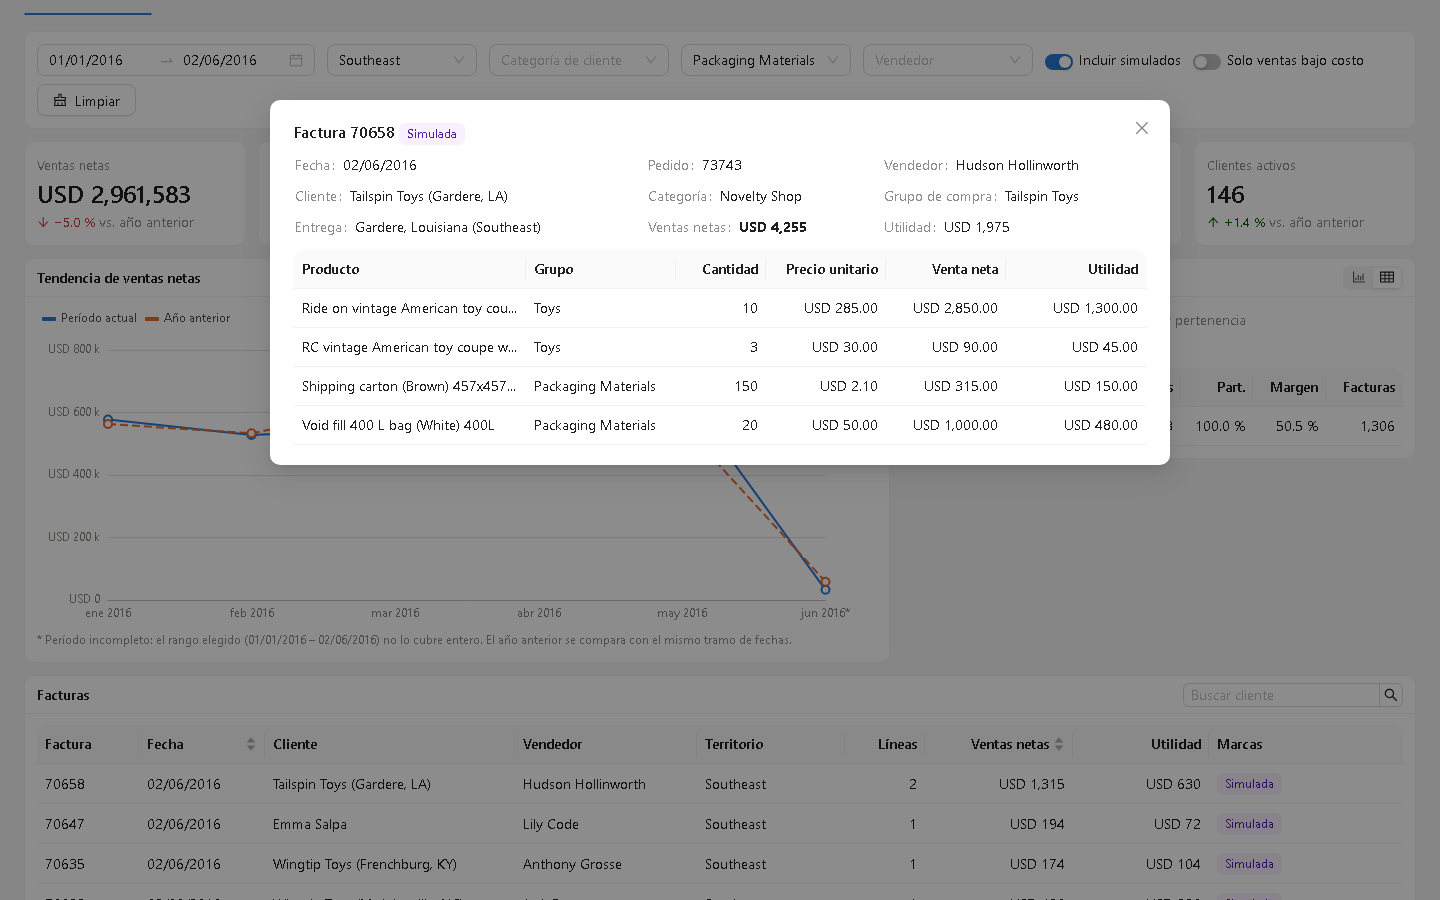 01/01/2016 → 02/06/2016 Southeast Categoría de cliente Packaging Materials Vendedor Incluir simulados Solo ventas bajo costo
Limpiar
Factura 70658 Simulada
Fecha: 02/06/2016 Pedido: 73743 Vendedor: Hudson Hollinworth
Cliente: Tailspin Toys (Gardere, LA) Categoría: Novelty Shop Grupo de compra: Tailspin Toys
Entrega: Gardere, Louisiana (Southeast) Ventas netas: USD 4,255 Utilidad: USD 1,975
Producto Grupo Cantidad Precio unitario Venta neta Utilidad
Ride on vintage American toy cou... Toys 10 USD 285.00 USD 2,850.00 USD 1,300.00
RC vintage American toy coupe w... Toys 3 USD 30.00 USD 90.00 USD 45.00
Shipping carton (Brown) 457x457... Packaging Materials 150 USD 2.10 USD 315.00 USD 150.00
Void fill 400 L bag (White) 400L Packaging Materials 20 USD 50.00 USD 1,000.00 USD 480.00
Ventas netas
USD 2,961,583
↓ −5.0 % vs. año anterior
Clientes activos
146
↑ +1.4 % vs. año anterior
Tendencia de ventas netas
Período actual Año anterior
USD 800 k
USD 600 k
USD 400 k
USD 200 k
USD 0
ene 2016 feb 2016 mar 2016 abr 2016 may 2016 jun 2016*
* Período incompleto: el rango elegido (01/01/2016 – 02/06/2016) no lo cubre entero. El año anterior se compara con el mismo tramo de fechas.
pertenencia
Part. Margen Facturas
100.0 % 50.5 % 1,306
Facturas Buscar cliente
Factura Fecha Cliente Vendedor Territorio Líneas Ventas netas Utilidad Marcas
70658 02/06/2016 Tailspin Toys (Gardere, LA) Hudson Hollinworth Southeast 2 USD 1,315 USD 630 Simulada
70647 02/06/2016 Emma Salpa Lily Code Southeast 1 USD 194 USD 72 Simulada
70635 02/06/2016 Wingtip Toys (Frenchburg, KY) Anthony Grosse Southeast 1 USD 174 USD 104 Simulada